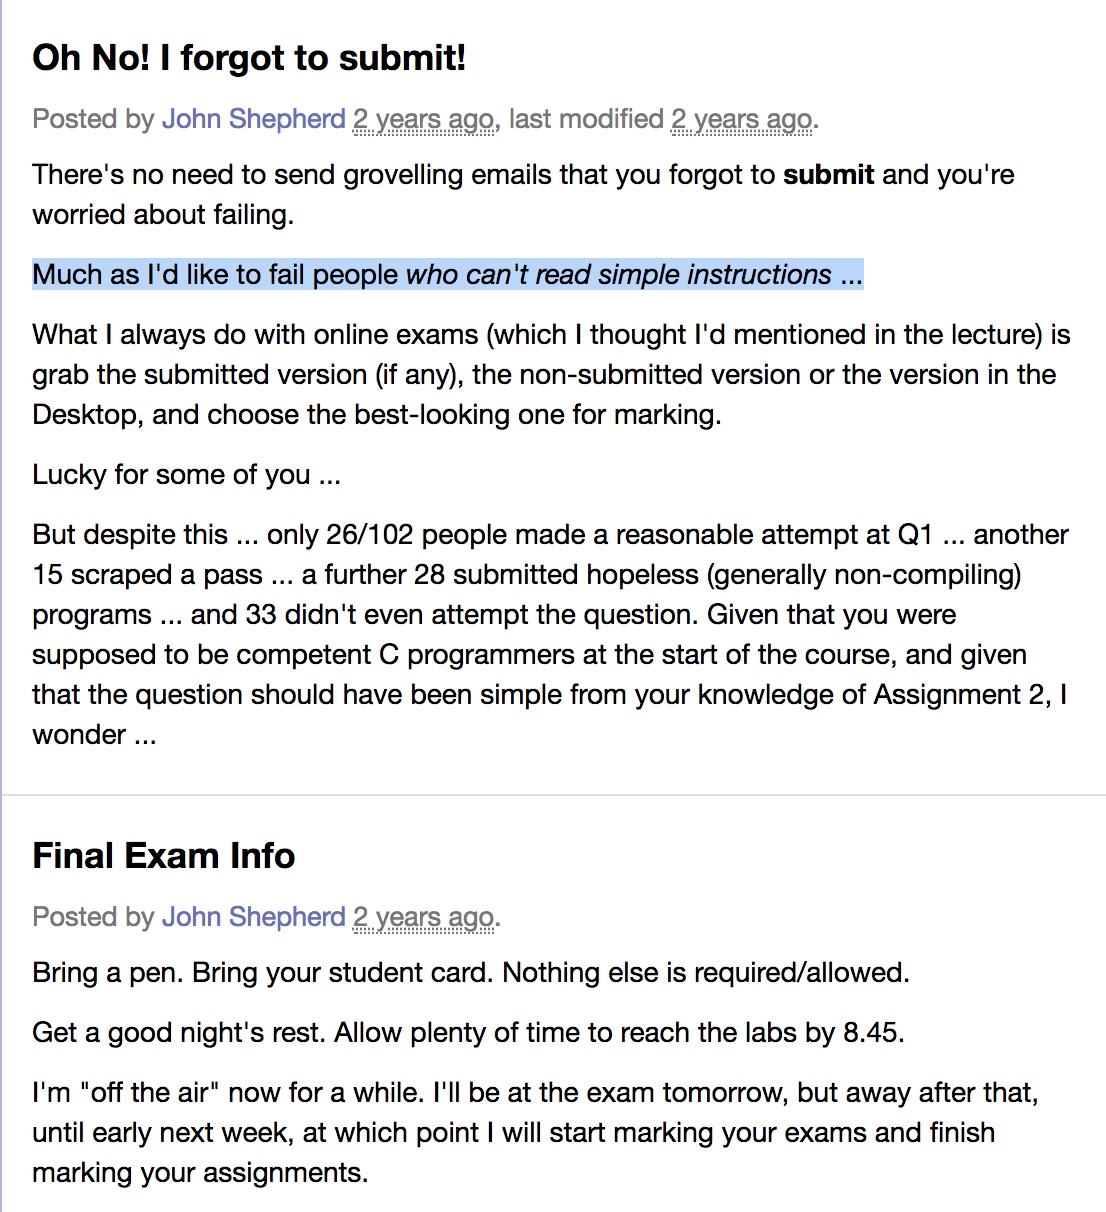 Oh No! I forgot to submit!
Posted by John Shepherd 2 years ago, last modified 2 years ago.
There's no need to send grovelling emails that you forgot to submit and you're
worried about failing.
Much as I'd like to fail people who can't read simple instructions ...
What I always do with online exams (which I thought I'd mentioned in the lecture) is
grab the submitted version (if any), the non-submitted version or the version in the
Desktop, and choose the best-looking one for marking.
Lucky for some of you ...
But despite this ... only 26/102 people made a reasonable attempt at Q1 ... another
15 scraped a pass ... a further 28 submitted hopeless (generally non-compiling)
programs ... and 33 didn't even attempt the question. Given that you were
supposed to be competent C programmers at the start of the course, and given
that the question should have been simple from your knowledge of Assignment 2, I
wonder ...
Final Exam Info
Posted by John Shepherd 2 years ago.
Bring a pen. Bring your student card. Nothing else is required/allowed.
Get a good night's rest. Allow plenty of time to reach the labs by 8.45.
I'm "off the air" now for a while. I'll be at the exam tomorrow, but away after that,
until early next week, at which point I will start marking your exams and finish
marking your assignments.